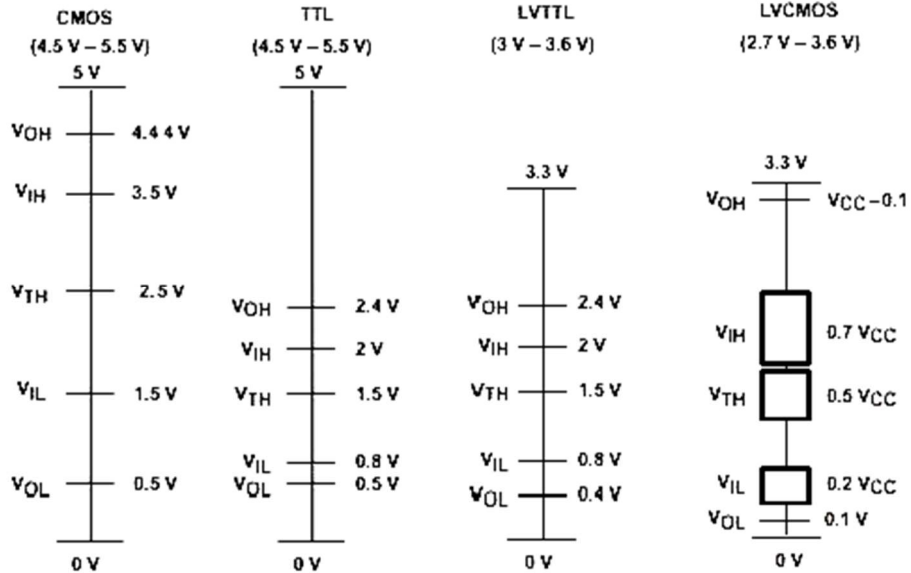 CMOS
(4.5 V – 5.5 V)
5 V
VOH 4.4 4 V
VIH 3.5 V
VTH 2.5 V
VIL 1.5 V
VOL 0.5 V
0 V
TTL
(4.5 V – 5.5 V)
5 V
VOH 2.4 V
VIH 2 V
VTH 1.5 V
VIL 0.8 V
VOL 0.5 V
0 V
LVTTL
(3 V – 3.6 V)
3.3 V
VOH 2.4 V
VIH 2 V
VTH 1.5 V
VIL 0.8 V
VOL 0.4 V
0 V
LVCMOS
(2.7 V – 3.6 V)
3.3 V
VOH VCC – 0.1
VIH 0.7 VCC
VTH 0.5 VCC
VIL 0.2 VCC
VOL 0.1 V
0 V